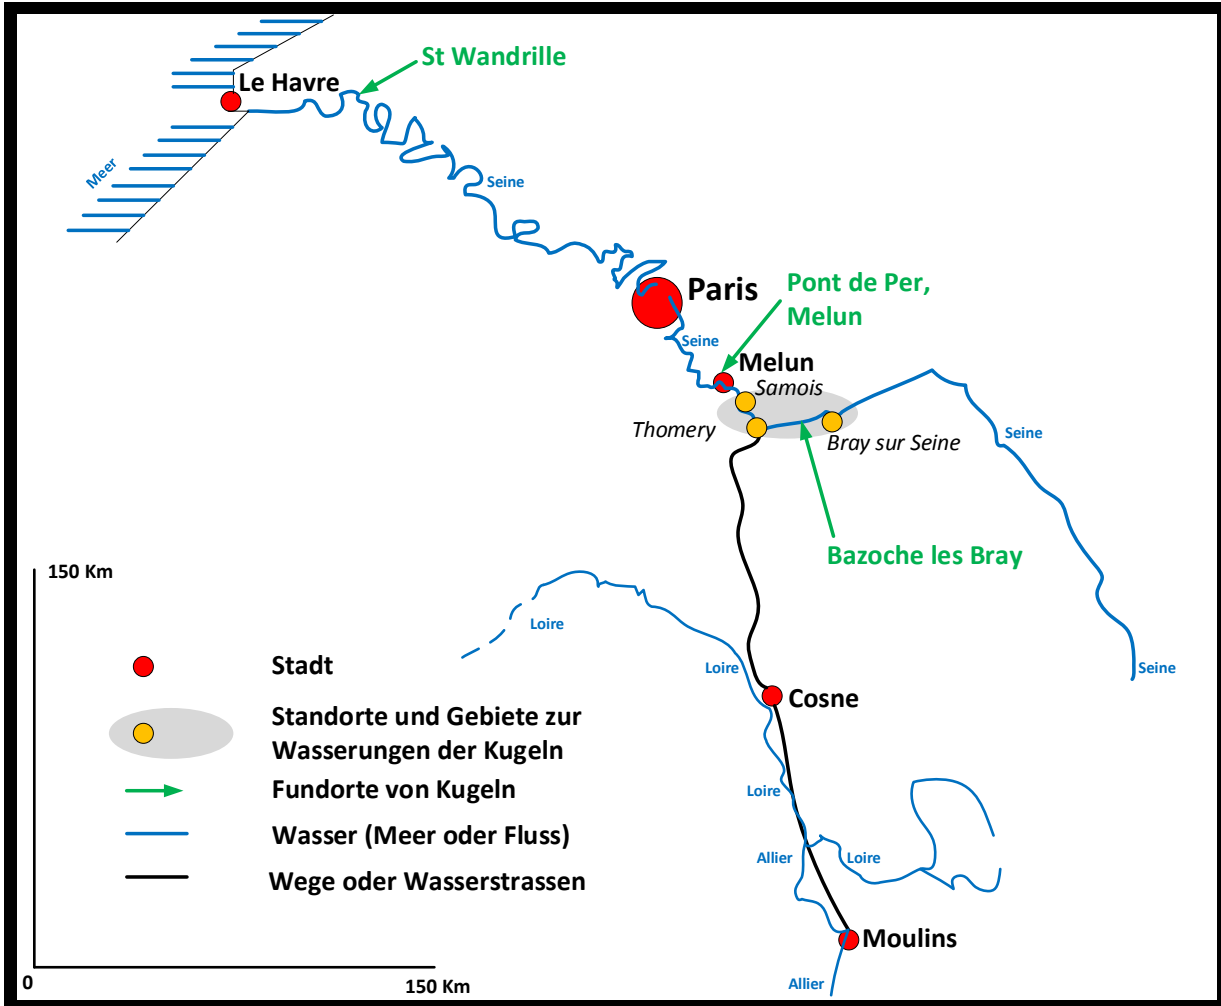 St Wandrille
Le Havre
Meer
Seine
Paris
Pont de Per,
Melun
Seine
Melun
Samois
Thomery
Bray sur Seine
Seine
Bazoche les Bray
150 Km
Loire
Loire
Seine
Stadt
Cosne
Standorte und Gebiete zur
Wasserungen der Kugeln
Fundorte von Kugeln
Loire
Wasser (Meer oder Fluss)
Allier
Loire
Wege oder Wasserstrassen
Moulins
0
150 Km
Allier